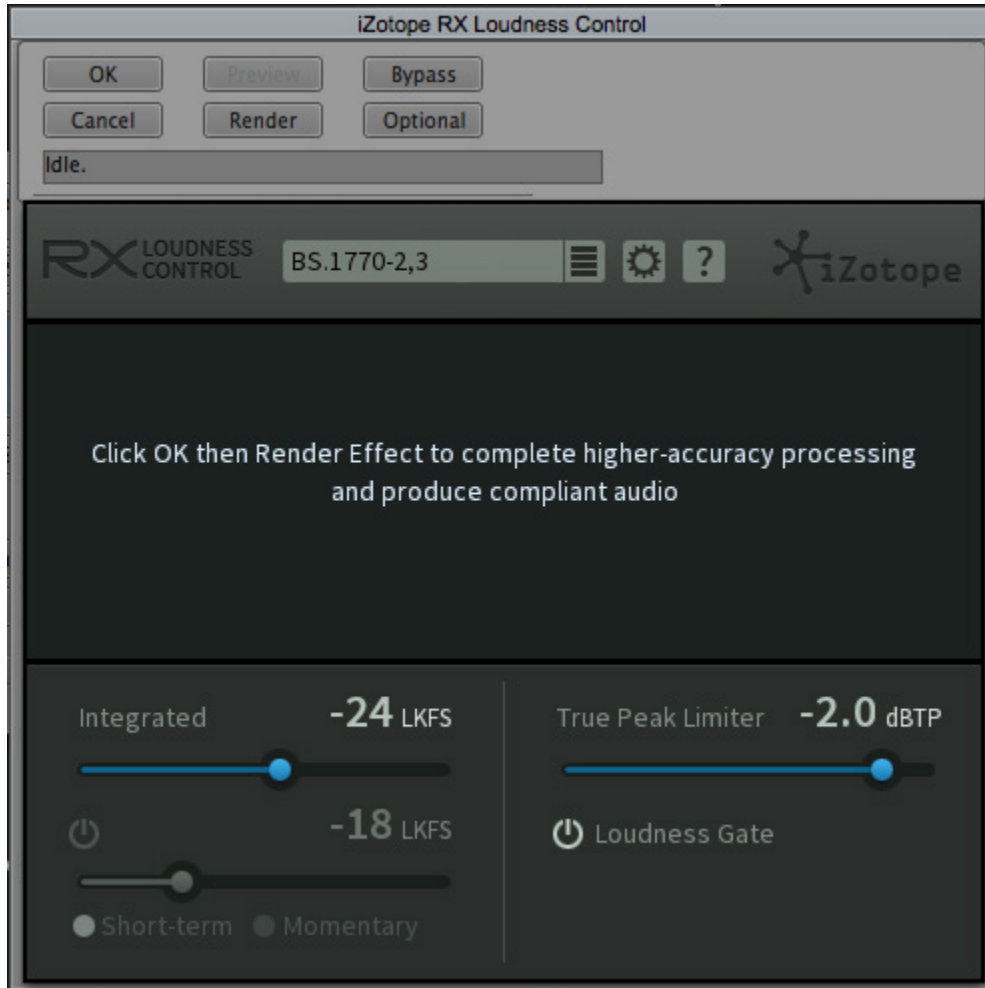 iZotope RX Loudness Control
OK Preview Bypass
Cancel Render Optional
Idle.
RX LOUDNESS
CONTROL
BS.1770-2,3
?
iZotope
Click OK then Render Effect to complete higher-accuracy processing
and produce compliant audio
Integrated -24 LKFS
-18 LKFS
Short-term Momentary
True Peak Limiter -2.0 dBTP
Loudness Gate